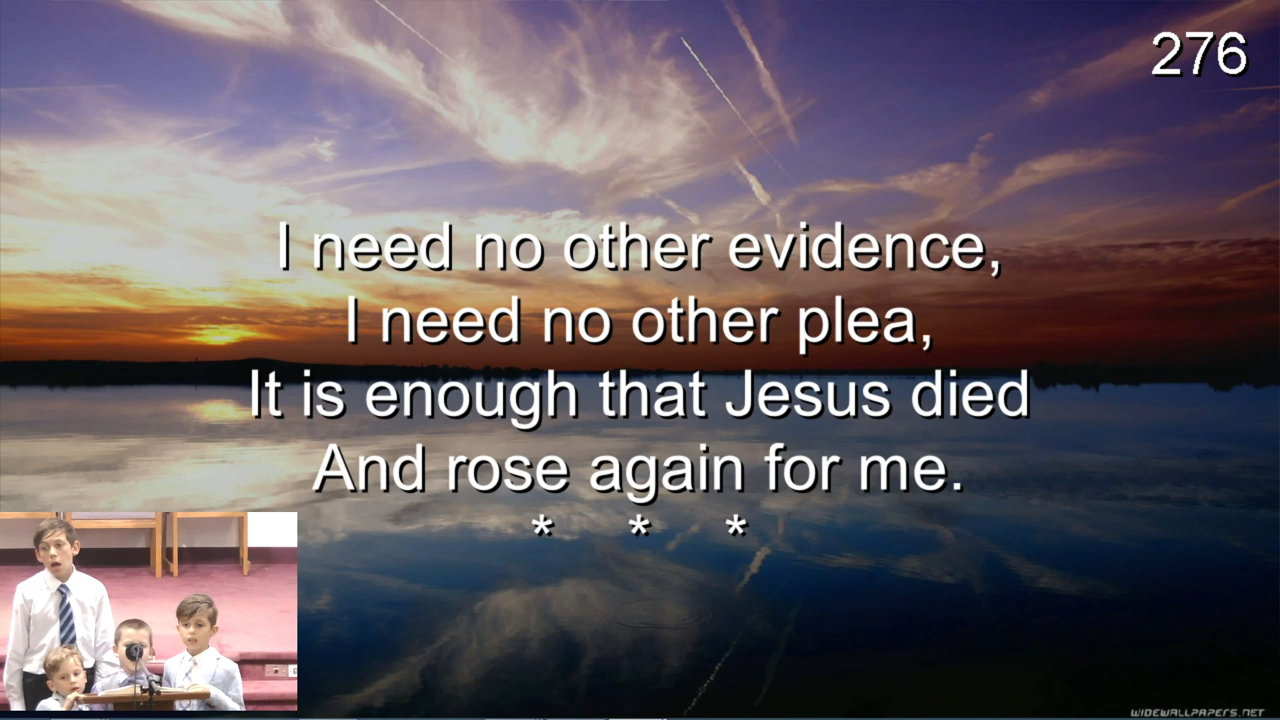 276
I need no other evidence,
I need no other plea,
It is enough that Jesus died
And rose again for me.
* * *
WIDEWALLPAPERS.NET